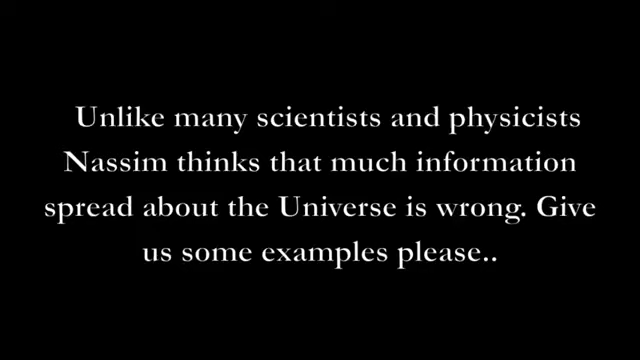 Unlike many scientists and physicists
Nassim thinks that much information
spread about the Universe is wrong. Give
us some examples please..